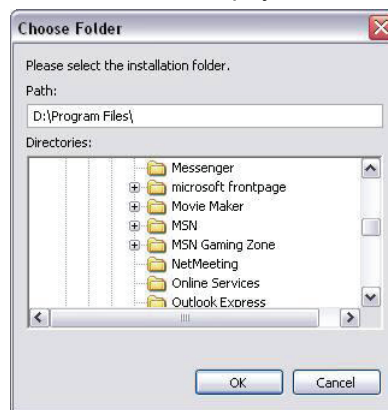 Choose Folder
Please select the installation folder.
Path:
D:\Program Files\
Directories:
Messenger
microsoft frontpage
Movie Maker
MSN
MSN Gaming Zone
NetMeeting
Online Services
Outlook Express
OK Cancel